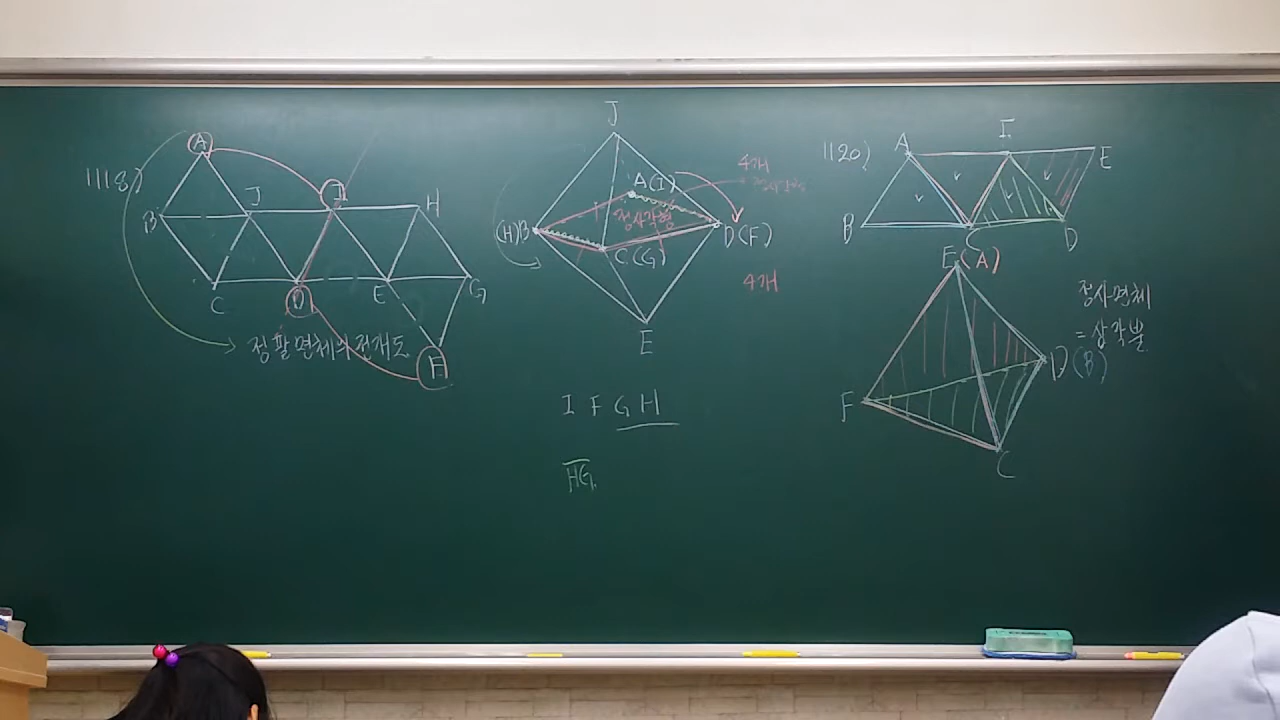 1118)
A
B
J
I
H
C
D
E
G
정팔면체의 전개도
F
J
A(I)
(H)B
정사각형
D(F)
C(G)
E
4개
4개
I F G H
HG
1120)
A
I
E
B
C
D
E(A)
F
D(B)
C
정사면체
=삼각뿔